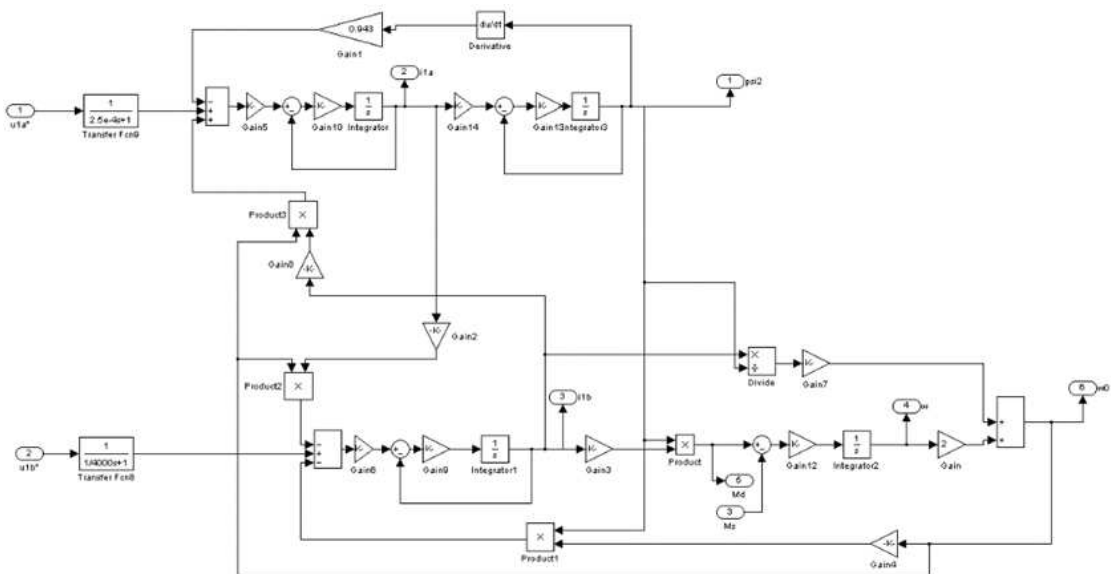 0.943
Gain1
du/dt
Derivative
1
u1a*
1
2.5e-4s+1
Transfer Fcn9
−
+
+
-K-
Gain5
+
−
-K-
Gain10
1
s
Integrator
2
i1a
-K-
Gain14
+
−
-K-
Gain13
1
s
Integrator3
1
psi2
Product3
×
-K-
Gain8
-K-
Gain2
Product2
×
×
÷
Divide
-K-
Gain7
2
u1b*
1
1/4000s+1
Transfer Fcn8
−
+
−
-K-
Gain6
+
−
-K-
Gain9
1
s
Integrator1
3
i1b
-K-
Gain3
×
Product
5
Md
3
Ms
+
−
-K-
Gain12
1
s
Integrator2
4
w
2
Gain
+
+
6
w0
×
Product1
-K-